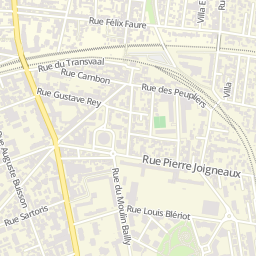 Rue Félix Faure
Villa E
Rue du Transvaal
Rue Cambon
Rue des Peupliers
Villa
Rue Gustave Rey
Rue Pierre Joigneaux
Rue Auguste Buisson
Rue du Moulin Bailly
Rue Sartoris
Rue Louis Blériot